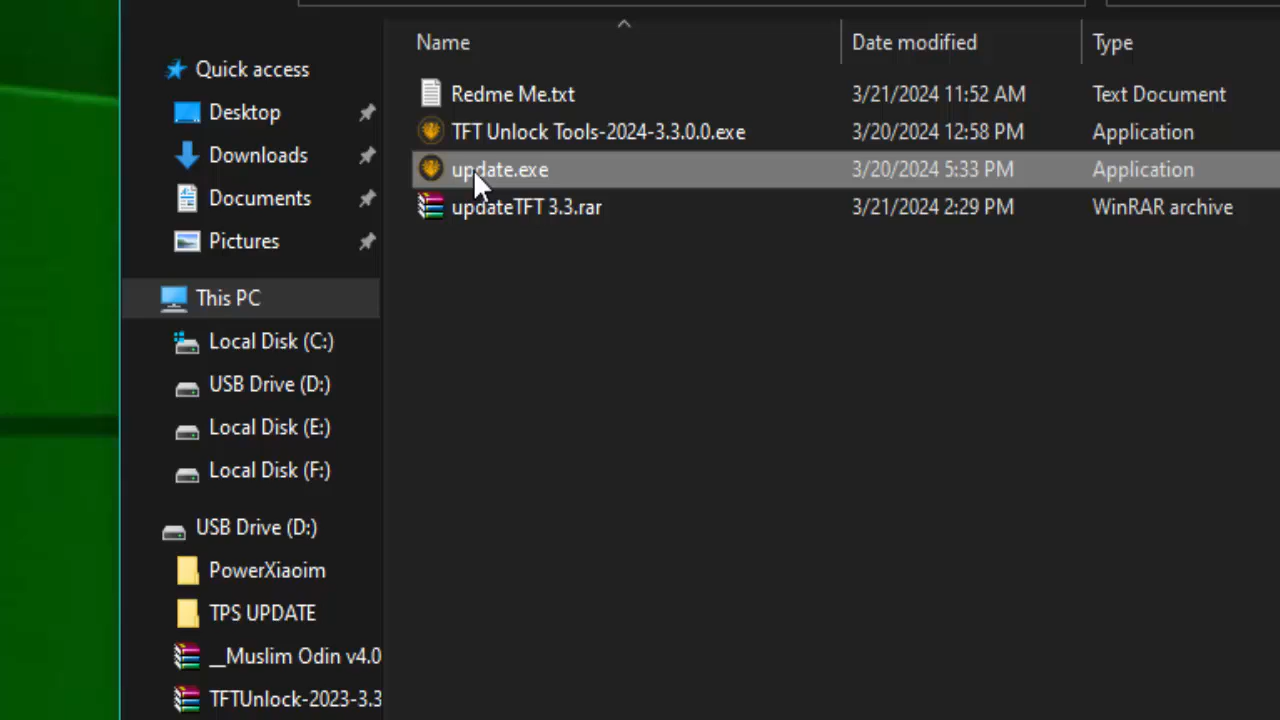 Name Date modified Type
Quick access
Desktop
Downloads
Documents
Pictures
This PC
Local Disk (C:)
USB Drive (D:)
Local Disk (E:)
Local Disk (F:)
USB Drive (D:)
PowerXiaoim
TPS UPDATE
__Muslim Odin v4.0
TFTUnlock-2023-3.3
Redme Me.txt 3/21/2024 11:52 AM Text Document
TFT Unlock Tools-2024-3.3.0.0.exe 3/20/2024 12:58 PM Application
update.exe 3/20/2024 5:33 PM Application
updateTFT 3.3.rar 3/21/2024 2:29 PM WinRAR archive